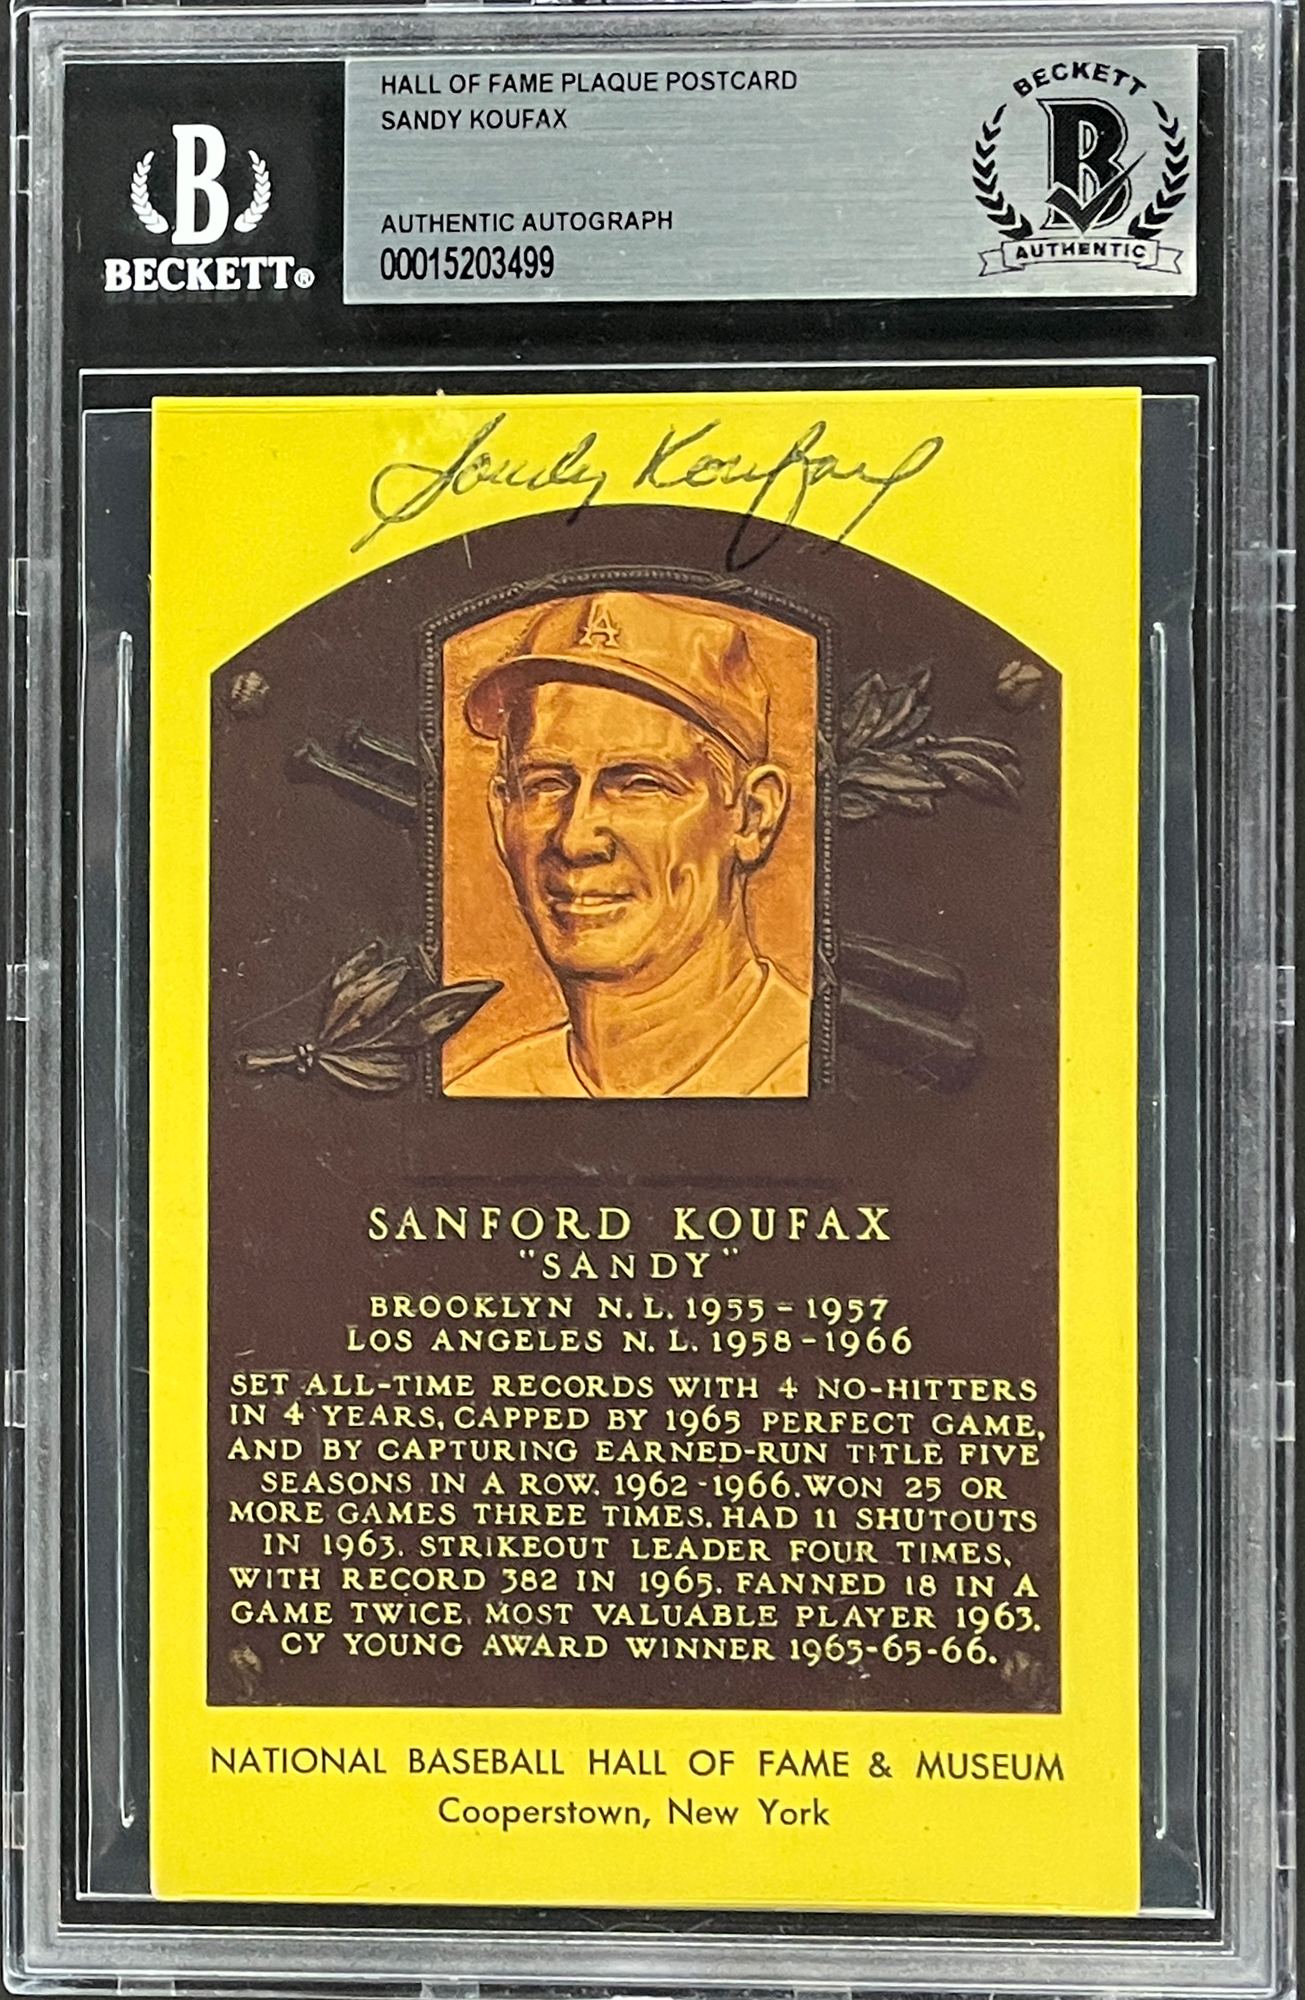 HALL OF FAME PLAQUE POSTCARD
SANDY KOUFAX
AUTHENTIC AUTOGRAPH
00015203499
B
BECKETT®
BECKETT
B
AUTHENTIC
Sandy Koufax
A
SANFORD KOUFAX
"SANDY"
BROOKLYN N. L. 1955 - 1957
LOS ANGELES N. L. 1958 - 1966
SET ALL-TIME RECORDS WITH 4 NO-HITTERS
IN 4 YEARS, CAPPED BY 1965 PERFECT GAME,
AND BY CAPTURING EARNED-RUN TITLE FIVE
SEASONS IN A ROW, 1962 - 1966. WON 25 OR
MORE GAMES THREE TIMES. HAD 11 SHUTOUTS
IN 1963. STRIKEOUT LEADER FOUR TIMES,
WITH RECORD 382 IN 1965. FANNED 18 IN A
GAME TWICE. MOST VALUABLE PLAYER 1963.
CY YOUNG AWARD WINNER 1963-65-66.
NATIONAL BASEBALL HALL OF FAME & MUSEUM
Cooperstown, New York